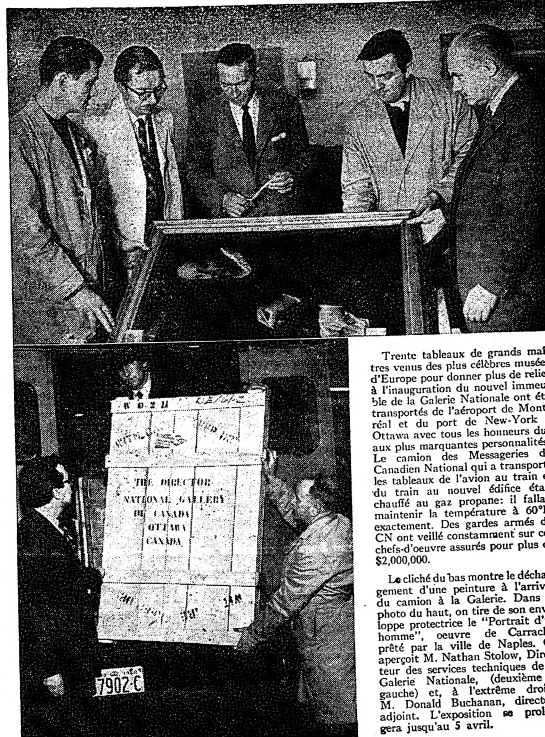 THE DIRECTOR
NATIONAL GALLERY
OF CANADA
OTTAWA
CANADA
7902-C
Trente tableaux de grands maî
tres venus des plus célèbres musée
d'Europe pour donner plus de relie
à l'inauguration du nouvel immeu
ble de la Galerie Nationale ont ét
transportés de l'aéroport de Mont
réal et du port de New-York
Ottawa avec tous les honneurs du
aux plus marquantes personnalité
Le camion des Messageries d
Canadien National qui a transport
les tableaux de l'avion au train e
du train au nouvel édifice éta
chauffé au gaz propane: il falla
maintenir la température à 60°
exactement. Des gardes armés d
CN ont veillé constamment sur c
chefs-d'oeuvre assurés pour plus
$2,000,000.
Le cliché du bas montre le décha
gement d'une peinture à l'arriv
du camion à la Galerie. Dans
photo du haut, on tire de son env
loppe protectrice le "Portrait d'
homme", oeuvre de Carrach
prêté par la ville de Naples.
aperçoit M. Nathan Stolow, Dire
teur des services techniques de
Galerie Nationale, (deuxième
gauche) et, à l'extrême droi
M. Donald Buchanan, direct
adjoint. L'exposition se prol
gera jusqu'au 5 avril.